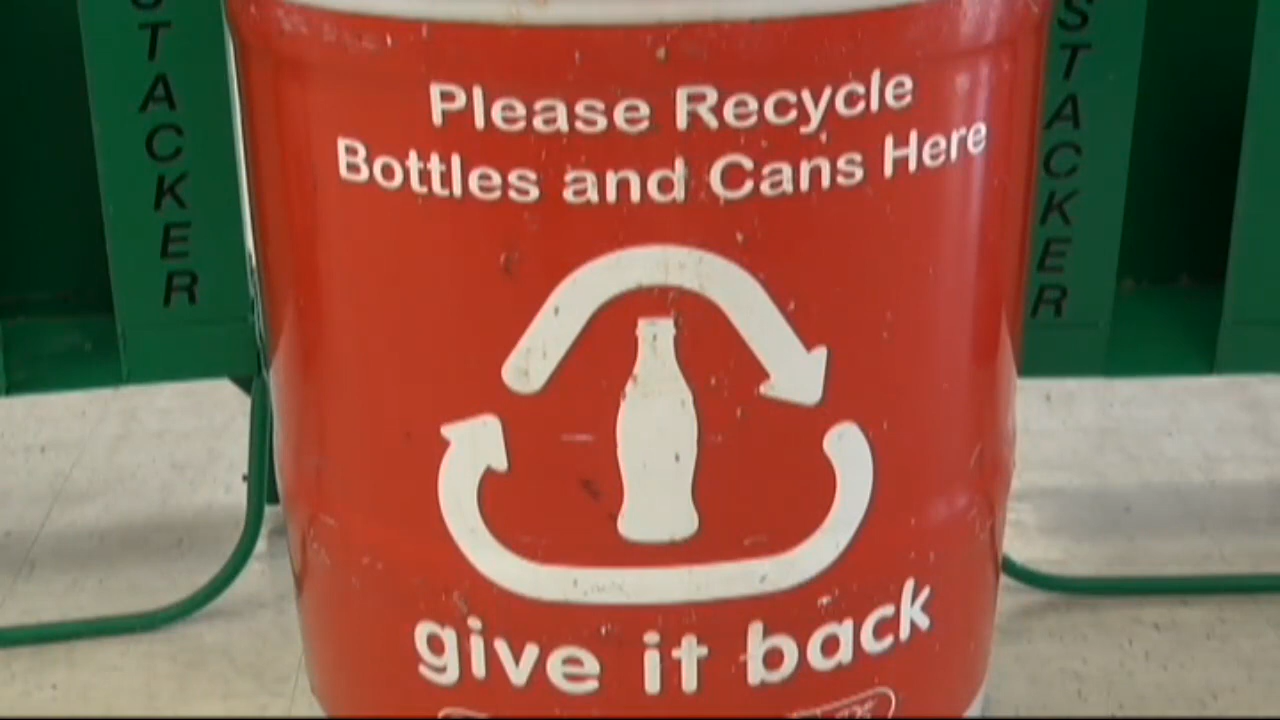 STACKER
Please Recycle
Bottles and Cans Here
give it back
STACKER